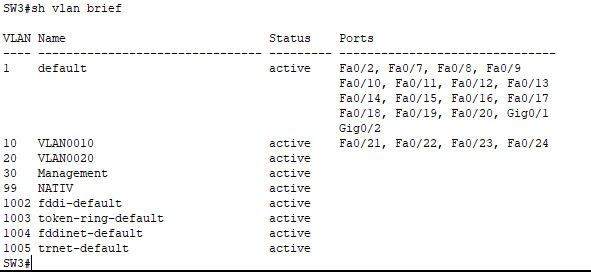 SW3#sh vlan brief
VLAN Name                             Status    Ports
---- -------------------------------- --------- -------------------------------
1    default                          active    Fa0/2, Fa0/7, Fa0/8, Fa0/9
                                                Fa0/10, Fa0/11, Fa0/12, Fa0/13
                                                Fa0/14, Fa0/15, Fa0/16, Fa0/17
                                                Fa0/18, Fa0/19, Fa0/20, Gig0/1
                                                Gig0/2
10   VLAN0010                         active    Fa0/21, Fa0/22, Fa0/23, Fa0/24
20   VLAN0020                         active
30   Management                       active
99   NATIV                            active
1002 fddi-default                     active
1003 token-ring-default               active
1004 fddinet-default                  active
1005 trnet-default                    active
SW3#